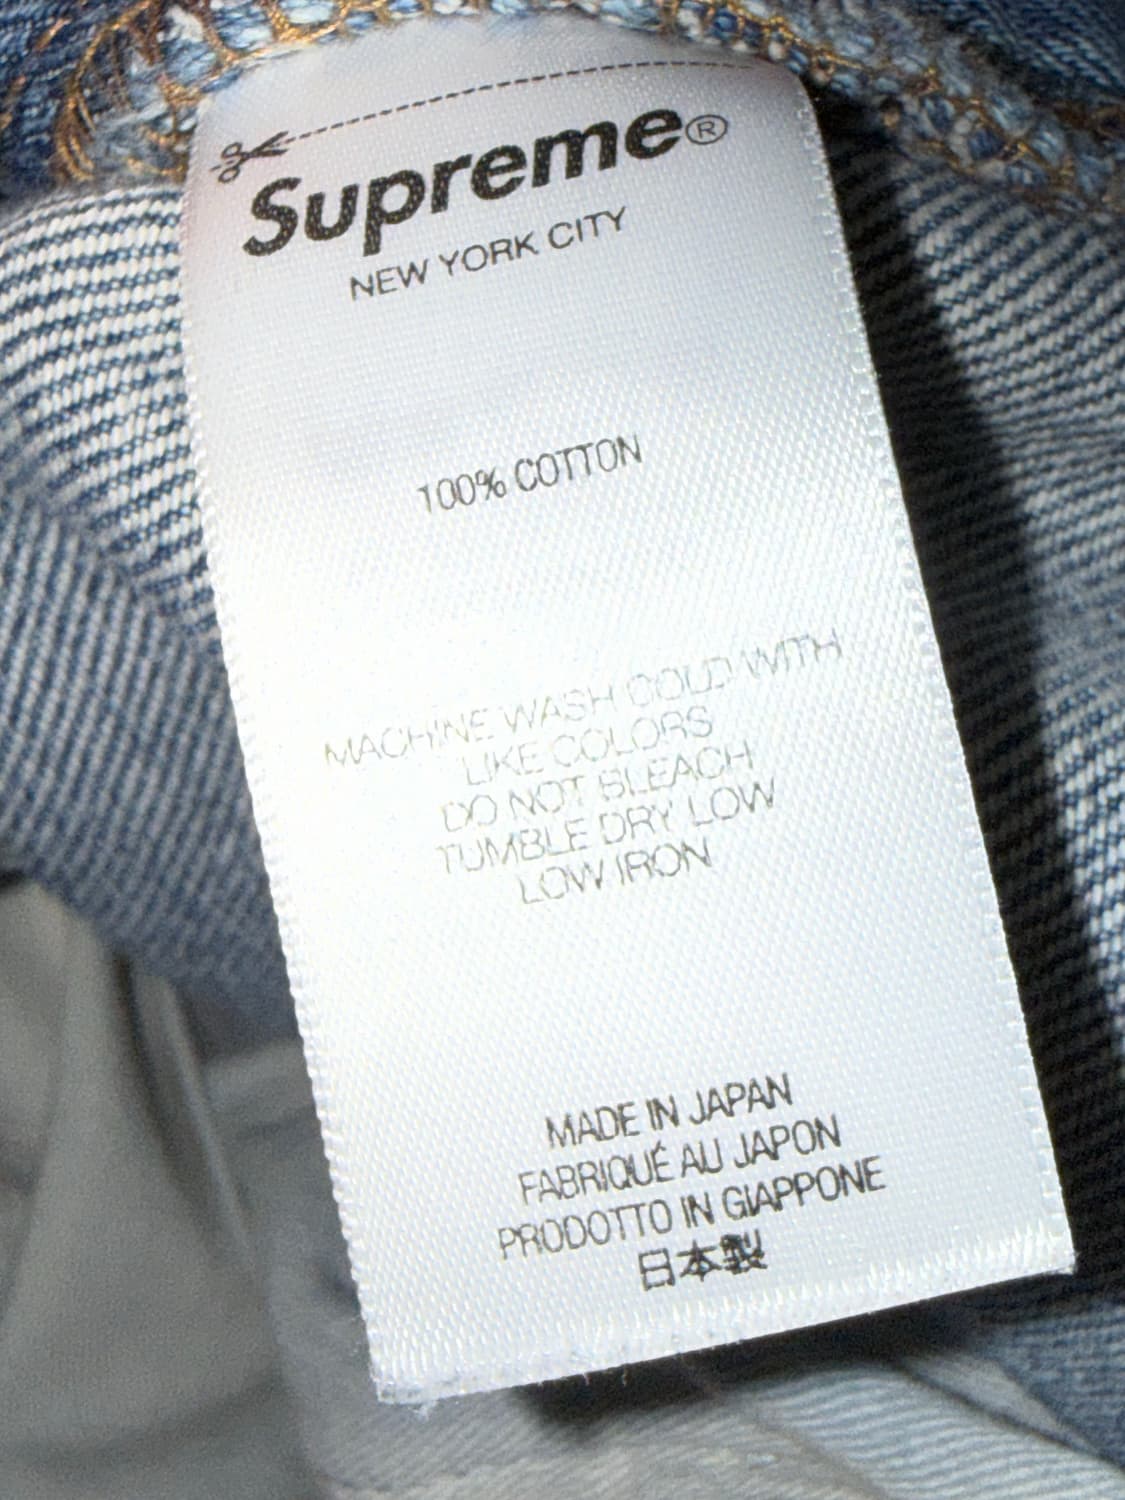 Supreme®
NEW YORK CITY
100% COTTON
MACHINE WASH COLD WITH
LIKE COLORS
DO NOT BLEACH
TUMBLE DRY LOW
LOW IRON
MADE IN JAPAN
FABRIQUÉ AU JAPON
PRODOTTO IN GIAPPONE
日本製